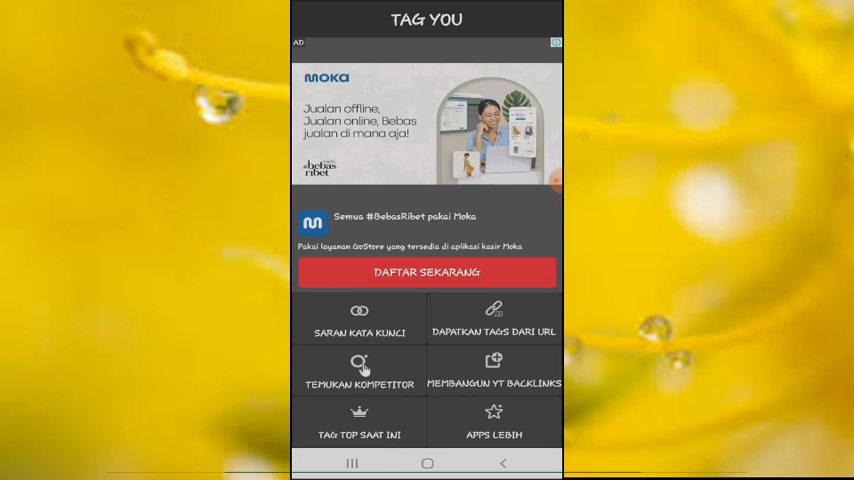 TAG YOU
AD
MOKA
Jualan offline,
Jualan online, Bebas
jualan di mana aja!
#bebas
ribet
Semua #BebasRibet pakai Moka
Pakai layanan GoStore yang tersedia di aplikasi kasir Moka
DAFTAR SEKARANG
SARAN KATA KUNCI
DAPATKAN TAGS DARI URL
TEMUKAN KOMPETITOR
MEMBANGUN YT BACKLINKS
TAG TOP SAAT INI
APPS LEBIH